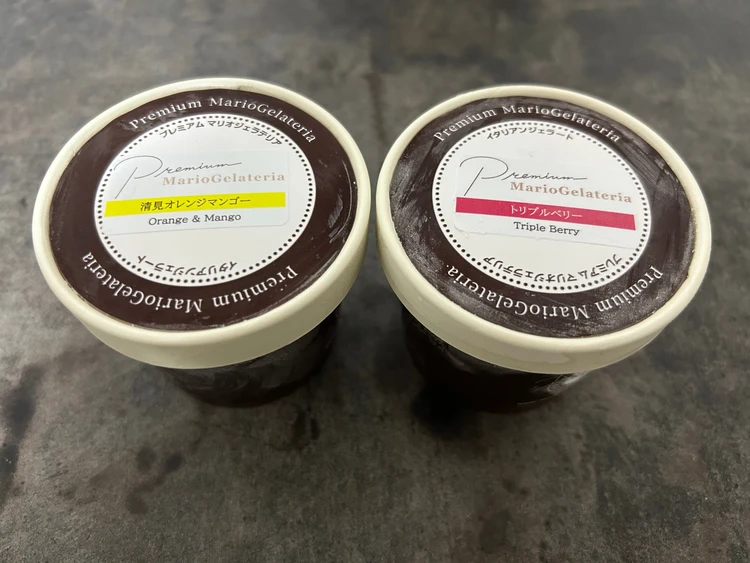 Premium MarioGelateria
プレミアム マリオジェラテリア
Premium
MarioGelateria
清見オレンジマンゴー
Orange & Mango
イタリアンジェラート
Premium MarioGelateria
Premium MarioGelateria
イタリアンジェラート
Premium
MarioGelateria
トリプルベリー
Triple Berry
プレミアム マリオジェラテリア
Premium MarioGelateria